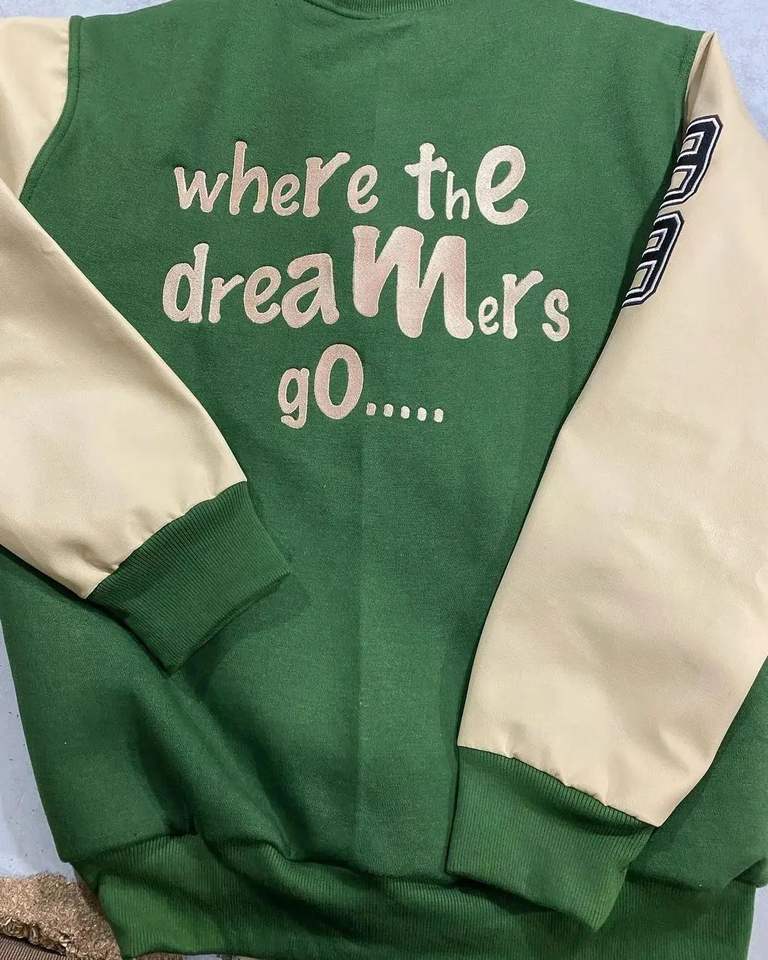 where the
dreaMers
go.....